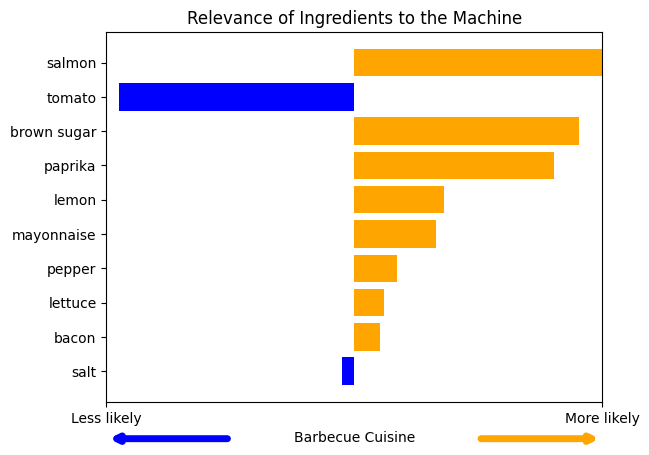 Relevance of Ingredients to the Machine
salmon
tomato
brown sugar
paprika
lemon
mayonnaise
pepper
lettuce
bacon
salt
Less likely
More likely
Barbecue Cuisine